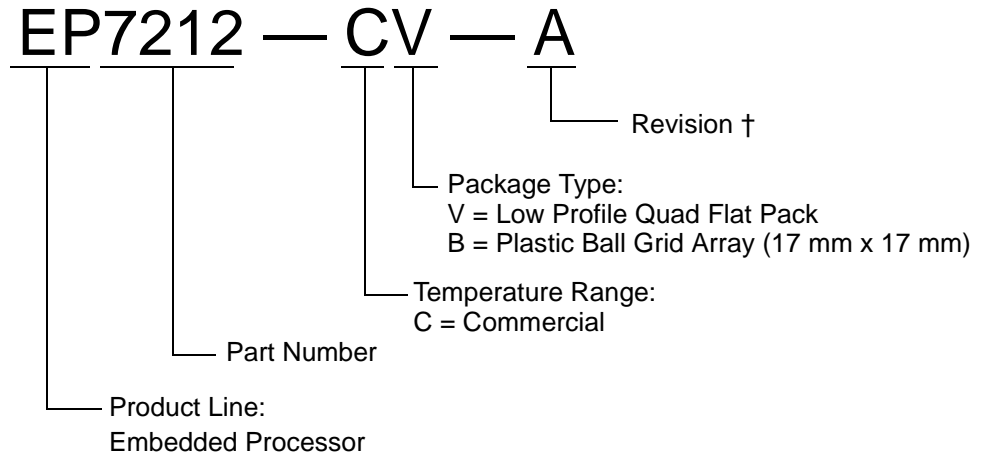 EP7212 — CV — A
Revision †
Package Type:
V = Low Profile Quad Flat Pack
B = Plastic Ball Grid Array (17 mm x 17 mm)
Temperature Range:
C = Commercial
Part Number
Product Line:
Embedded Processor